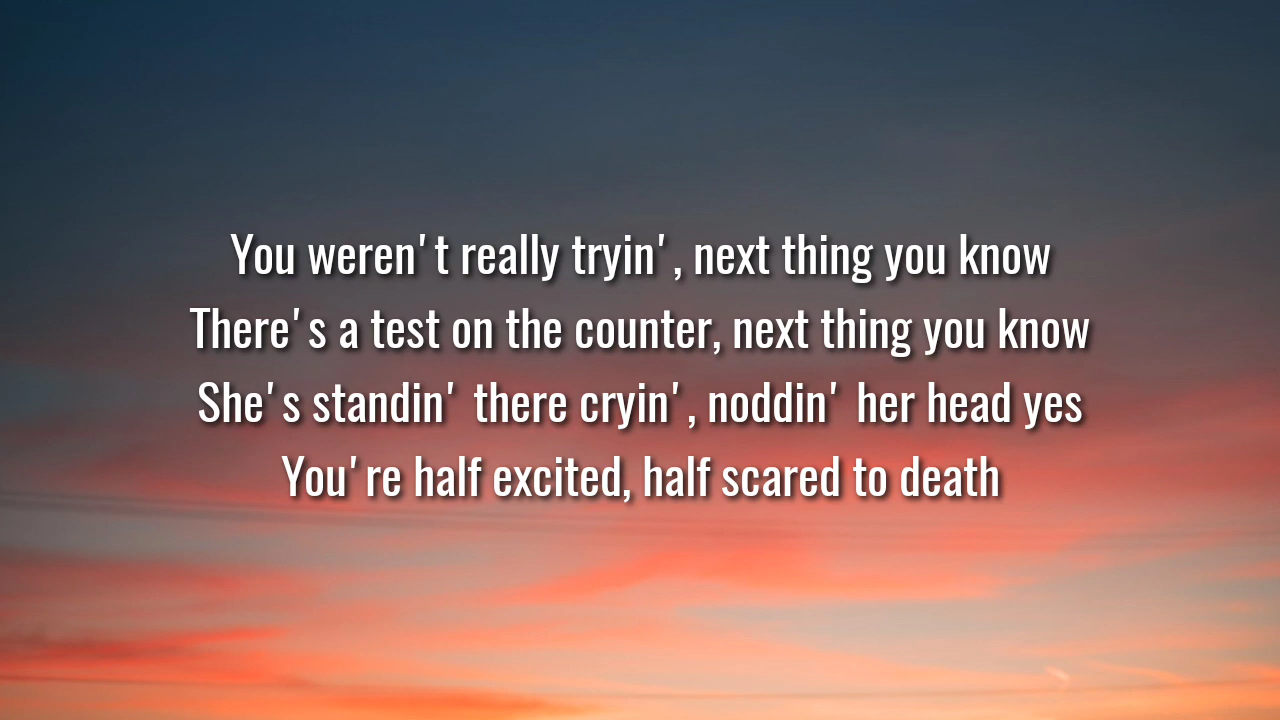 You weren't really tryin', next thing you know
There's a test on the counter, next thing you know
She's standin' there cryin', noddin' her head yes
You're half excited, half scared to death